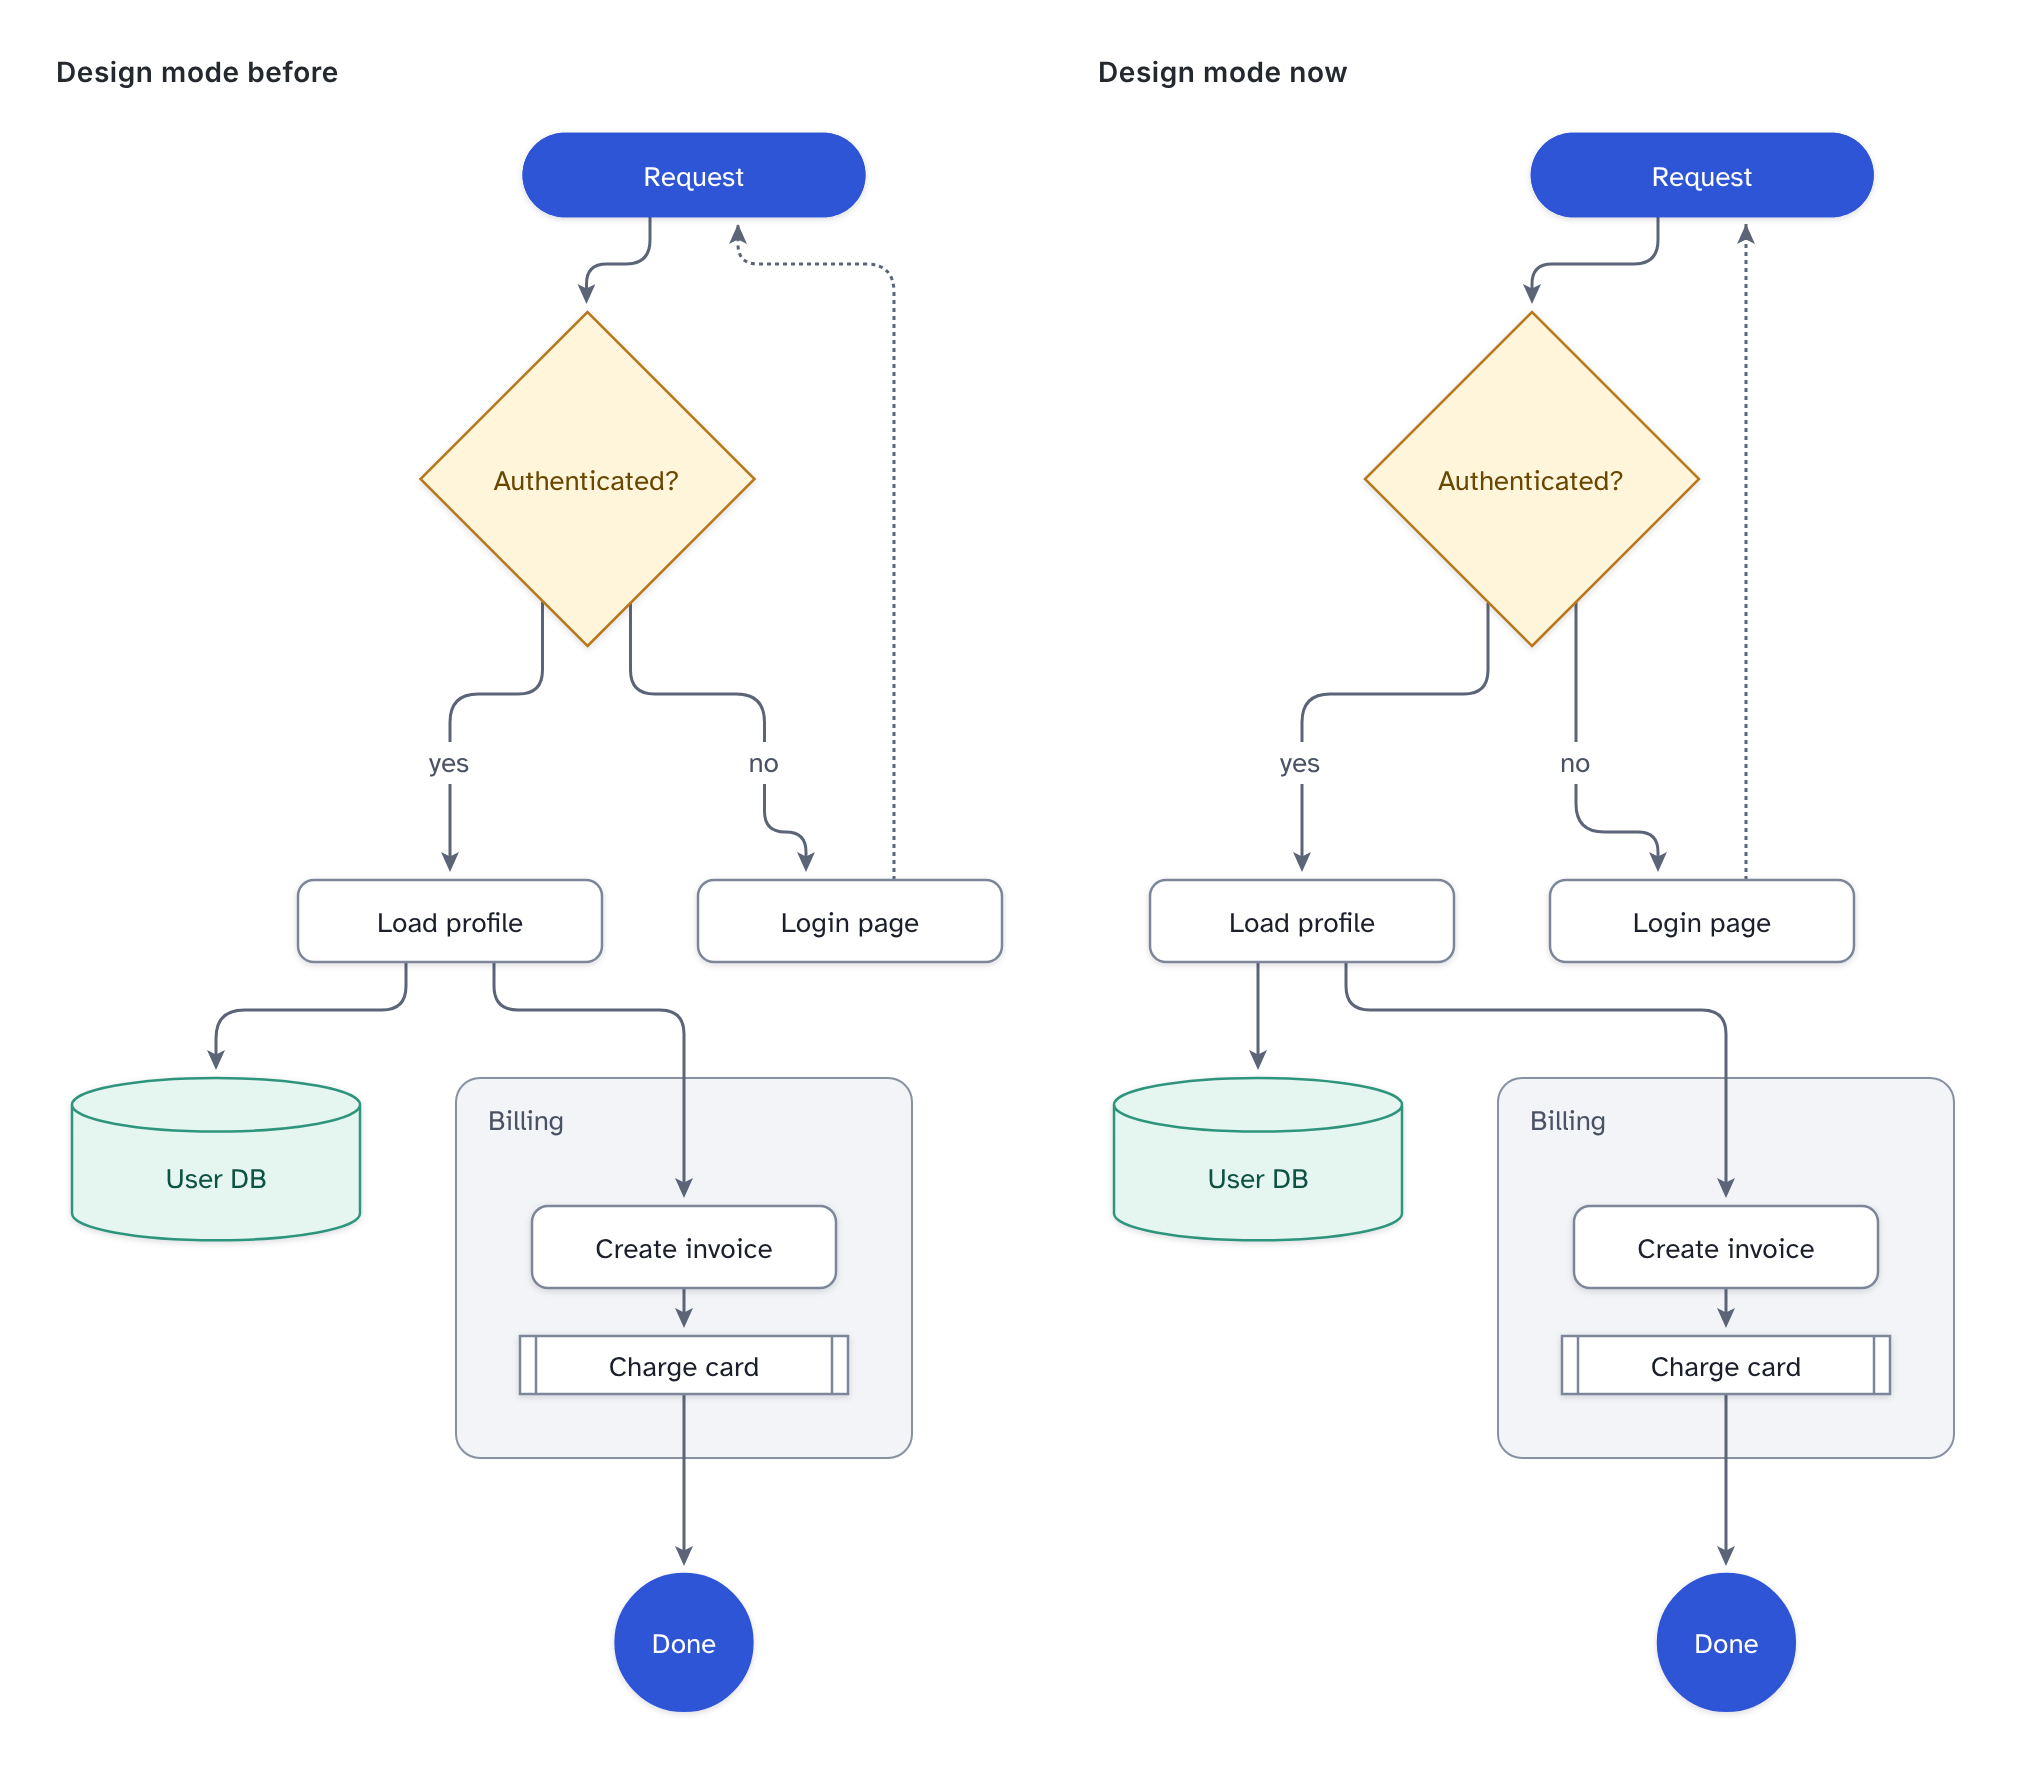 Design mode before
Request
Authenticated?
yes
no
Load profile
Login page
User DB
Billing
Create invoice
Charge card
Done
Design mode now
Request
Authenticated?
yes
no
Load profile
Login page
User DB
Billing
Create invoice
Charge card
Done